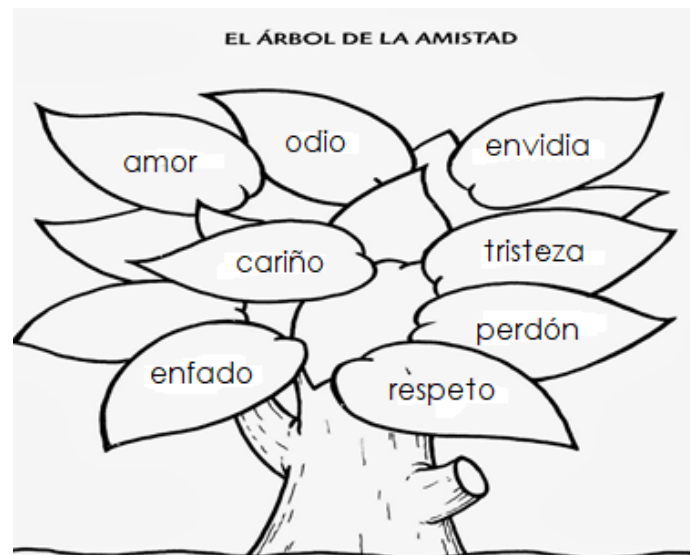 EL ÁRBOL DE LA AMISTAD
amor
odio
envidia
cariño
tristeza
perdón
enfado
respeto